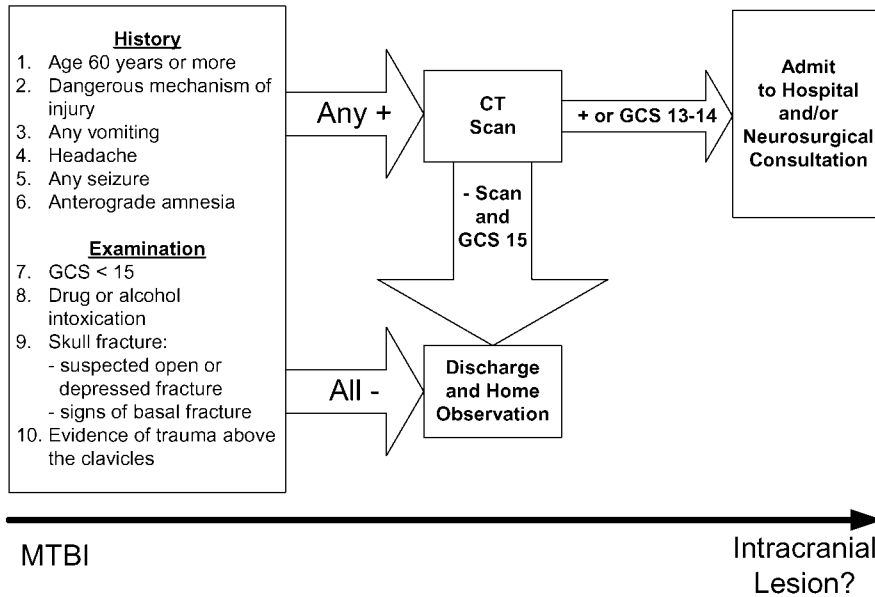 History
1. Age 60 years or more
2. Dangerous mechanism of
injury
3. Any vomiting
4. Headache
5. Any seizure
6. Anterograde amnesia
Examination
7. GCS < 15
8. Drug or alcohol
intoxication
9. Skull fracture:
- suspected open or
depressed fracture
- signs of basal fracture
10. Evidence of trauma above
the clavicles
Any +
CT
Scan
+ or GCS 13-14
Admit
to Hospital
and/or
Neurosurgical
Consultation
- Scan
and
GCS 15
All -
Discharge
and Home
Observation
MTBI
Intracranial
Lesion?